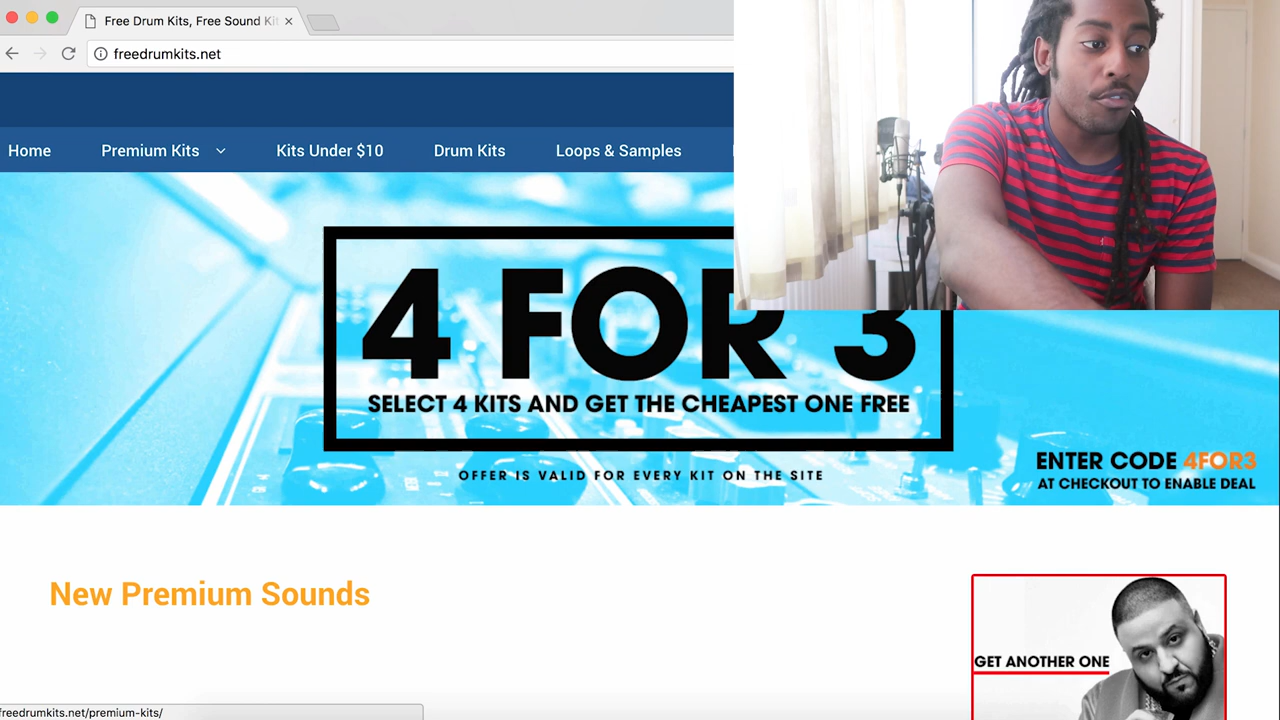 Free Drum Kits, Free Sound Kit
freedrumkits.net
Home Premium Kits Kits Under $10 Drum Kits Loops & Samples
4 FOR 3
SELECT 4 KITS AND GET THE CHEAPEST ONE FREE
OFFER IS VALID FOR EVERY KIT ON THE SITE
ENTER CODE 4FOR3
AT CHECKOUT TO ENABLE DEAL
New Premium Sounds
GET ANOTHER ONE
freedrumkits.net/premium-kits/